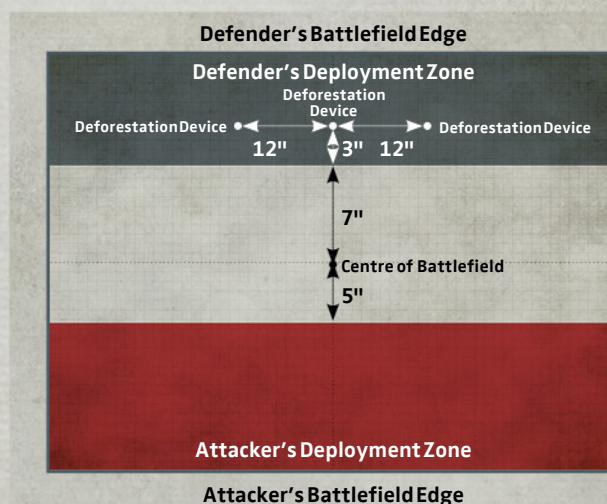 Defender's Battlefield Edge
Defender's Deployment Zone
Deforestation
Device
Deforestation Device
Deforestation Device
12"
3"
12"
7"
Centre of Battlefield
5"
Attacker's Deployment Zone
Attacker's Battlefield Edge